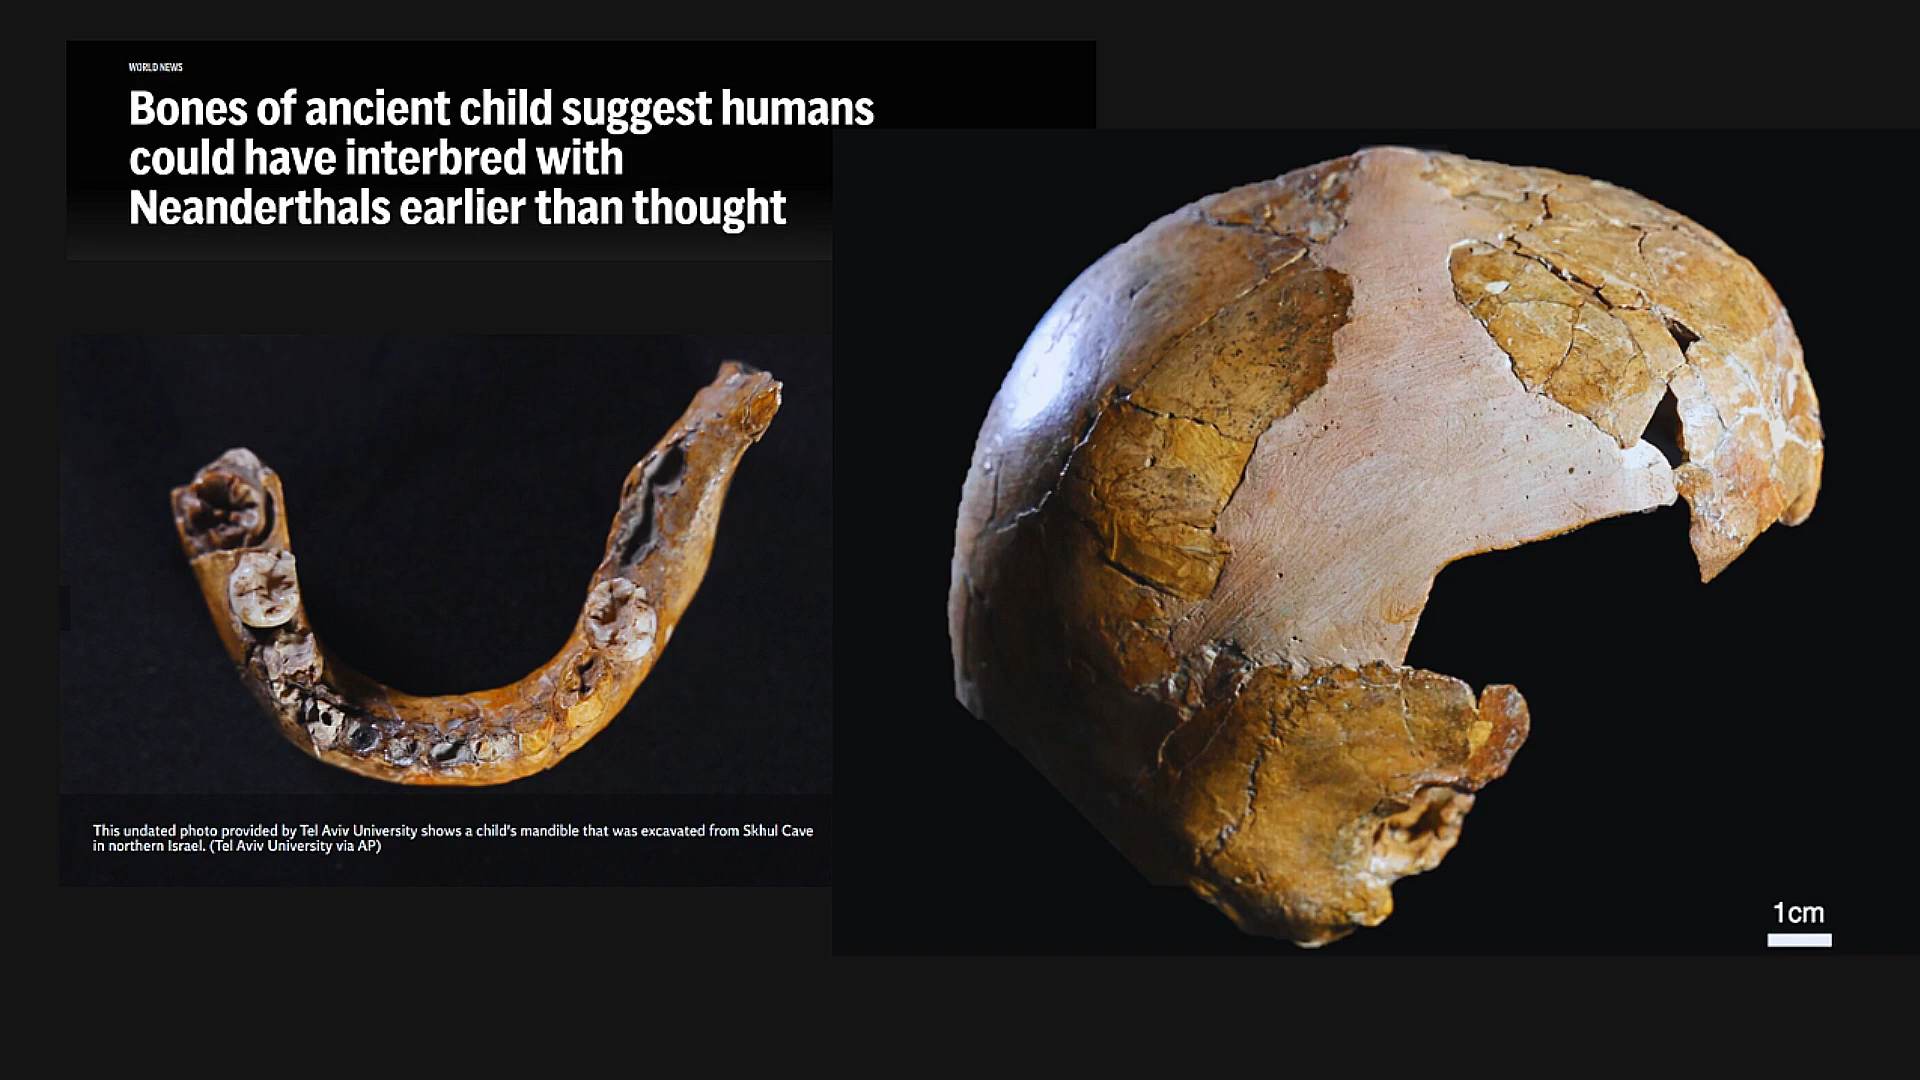 WORLD NEWS
Bones of ancient child suggest humans
could have interbred with
Neanderthals earlier than thought
This undated photo provided by Tel Aviv University shows a child's mandible that was excavated from Skhul Cave
in northern Israel. (Tel Aviv University via AP)
1cm